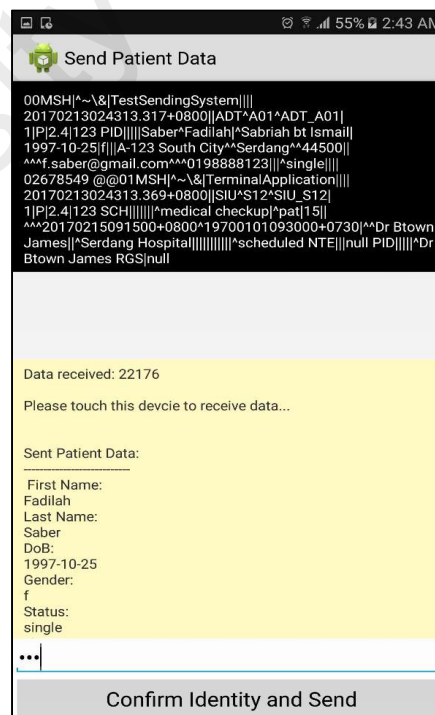 55% 2:43 AM
Send Patient Data
00MSH|^~\&|TestSendingSystem||||
20170213024313.317+0800||ADT^A01^ADT_A01|
1|P|2.4|123 PID|||||Saber^Fadilah|^Sabriah bt Ismail|
1997-10-25|f|||A-123 South City^^Serdang^^44500||
^^^f.saber@gmail.com^^^0198888123|||^single||||
02678549 @@01MSH|^~\&|TerminalApplication||||
20170213024313.369+0800||SIU^S12^SIU_S12|
1|P|2.4|123 SCH|||||||^medical checkup|^pat|15||
^^^20170215091500+0800^19700101093000+0730|^^Dr Btown
James||^Serdang Hospital|||||||||||^scheduled NTE|||null PID|||||^Dr
Btown James RGS|null
Data received: 22176
Please touch this devcie to receive data...
Sent Patient Data:
---------------------------
First Name:
Fadilah
Last Name:
Saber
DoB:
1997-10-25
Gender:
f
Status:
single
•••
Confirm Identity and Send